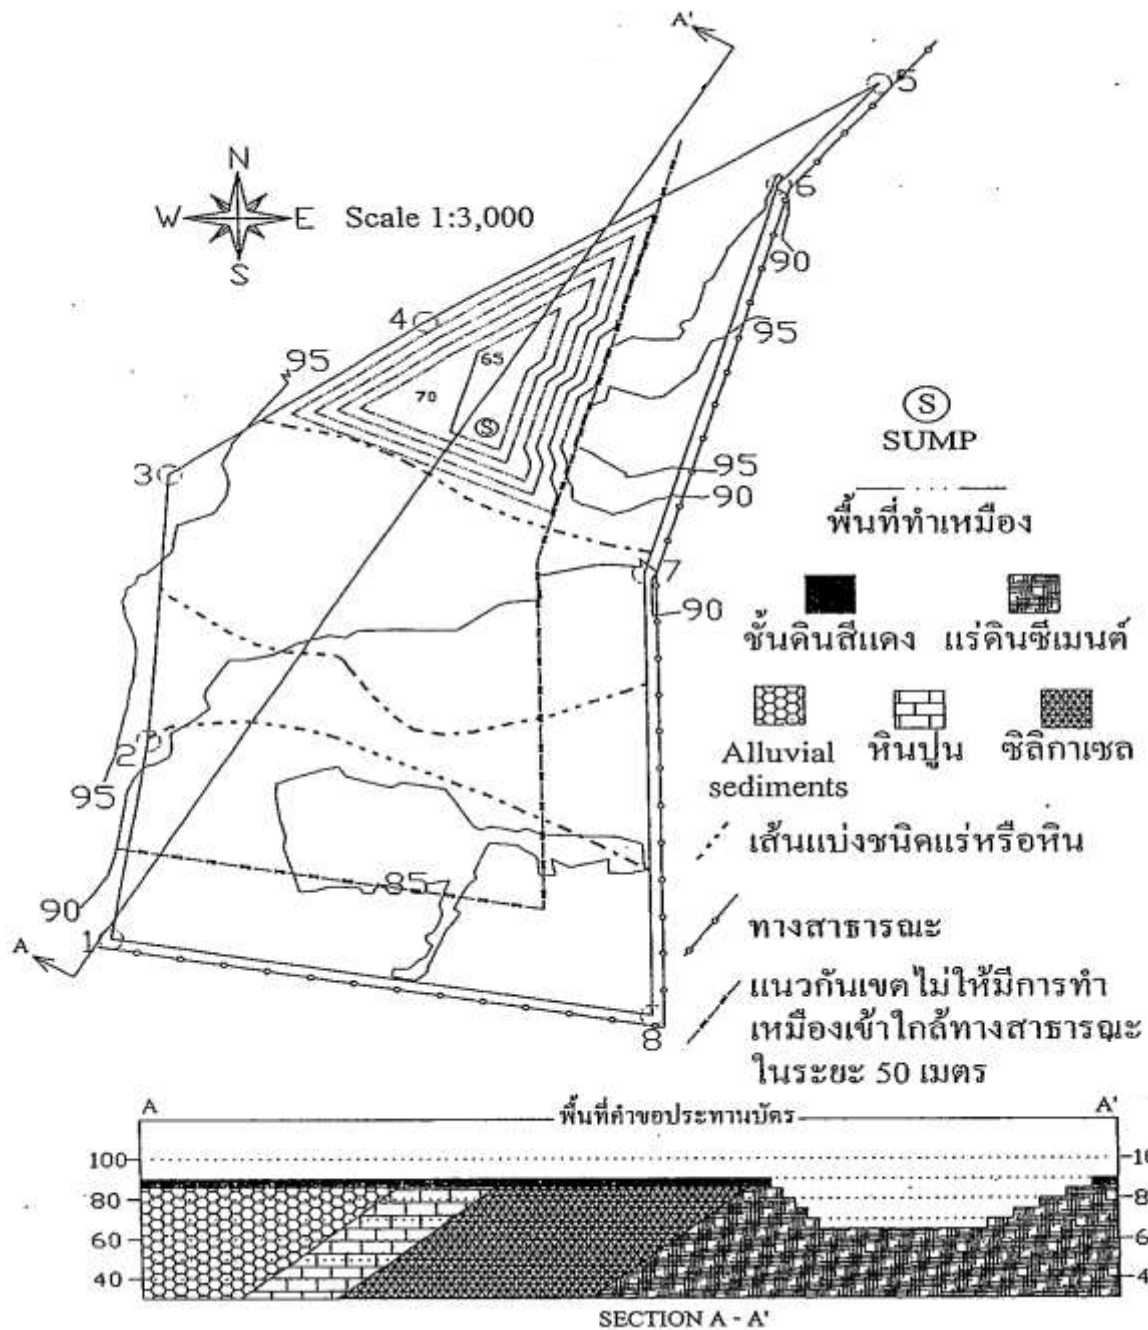 A'
5
N
W E Scale 1:3,000
S
6
90
4
95
95
65
70
S
S
SUMP
3
95
90
พื้นที่ทำเหมือง
7
90
ชั้นดินสีแดง แร่ดินซีเมนต์
2
95
Alluvial sediments
หินปูน
ซิลิกาเซล
เส้นแบ่งชนิดแร่หรือหิน
85
90
1
A
ทางสาธารณะ
แนวกันเขตไม่ให้มีการทำ
เหมืองเข้าใกล้ทางสาธารณะ
ในระยะ 50 เมตร
8
A พื้นที่คำขอประทานบัตร A'
100 10
80 8
60 6
40 4
SECTION A - A'